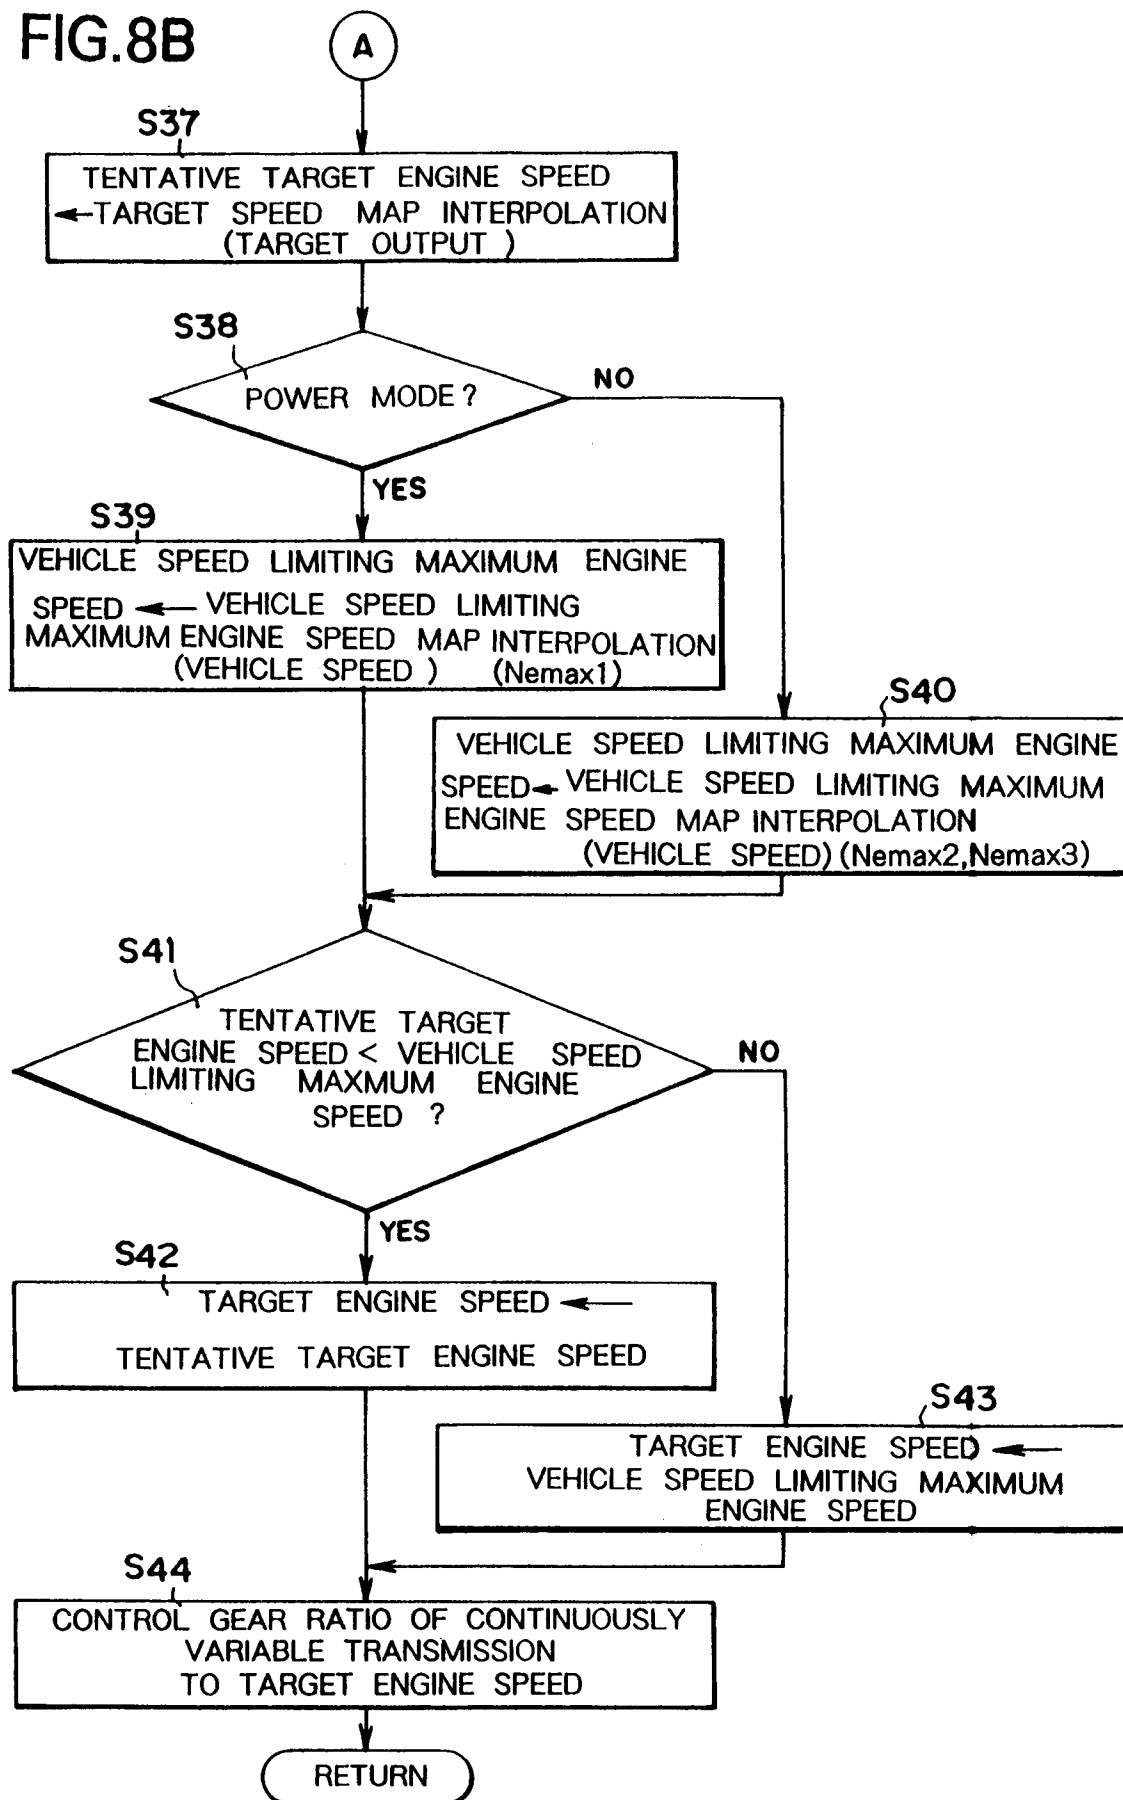 FIG.8B
A
S37
TENTATIVE TARGET ENGINE SPEED
←TARGET SPEED MAP INTERPOLATION
(TARGET OUTPUT)
S38
POWER MODE?
NO
YES
S39
VEHICLE SPEED LIMITING MAXIMUM ENGINE
SPEED ← VEHICLE SPEED LIMITING
MAXIMUM ENGINE SPEED MAP INTERPOLATION
(VEHICLE SPEED) (Nemax1)
S40
VEHICLE SPEED LIMITING MAXIMUM ENGINE
SPEED← VEHICLE SPEED LIMITING MAXIMUM
ENGINE SPEED MAP INTERPOLATION
(VEHICLE SPEED) (Nemax2,Nemax3)
S41
TENTATIVE TARGET
ENGINE SPEED < VEHICLE SPEED
LIMITING MAXMUM ENGINE
SPEED ?
NO
YES
S42
TARGET ENGINE SPEED ←
TENTATIVE TARGET ENGINE SPEED
S43
TARGET ENGINE SPEED ←
VEHICLE SPEED LIMITING MAXIMUM
ENGINE SPEED
S44
CONTROL GEAR RATIO OF CONTINUOUSLY
VARIABLE TRANSMISSION
TO TARGET ENGINE SPEED
RETURN